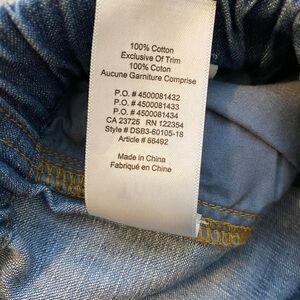 100% Cotton
Exclusive Of Trim
100% Coton
Aucune Garniture Comprise
P.O. # 4500081432
P.O. # 4500081433
P.O. # 4500081434
CA 23725 RN 122354
Style # DSB3-60105-18
Article # 66492
Made in China
Fabriqué en Chine